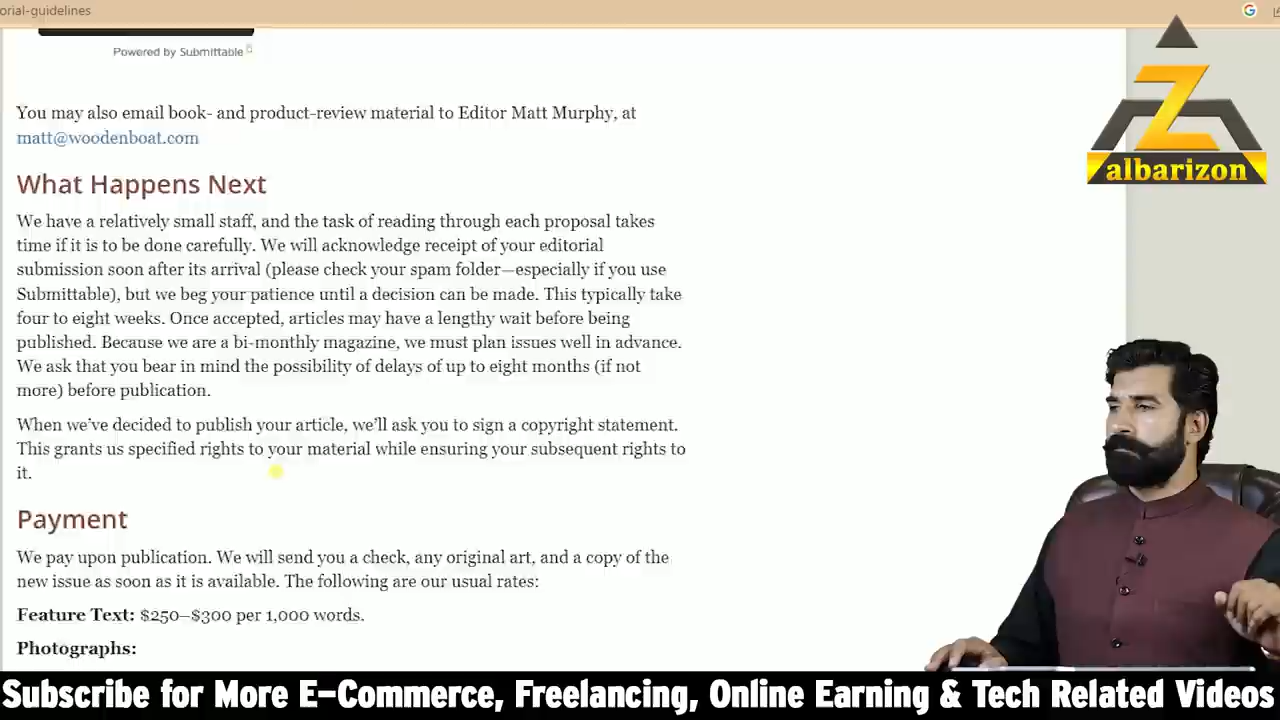 orial-guidelines
Powered by Submittable
You may also email book- and product-review material to Editor Matt Murphy, at
matt@woodenboat.com
What Happens Next
We have a relatively small staff, and the task of reading through each proposal takes
time if it is to be done carefully. We will acknowledge receipt of your editorial
submission soon after its arrival (please check your spam folder—especially if you use
Submittable), but we beg your patience until a decision can be made. This typically take
four to eight weeks. Once accepted, articles may have a lengthy wait before being
published. Because we are a bi-monthly magazine, we must plan issues well in advance.
We ask that you bear in mind the possibility of delays of up to eight months (if not
more) before publication.
When we've decided to publish your article, we'll ask you to sign a copyright statement.
This grants us specified rights to your material while ensuring your subsequent rights to
it.
Payment
We pay upon publication. We will send you a check, any original art, and a copy of the
new issue as soon as it is available. The following are our usual rates:
Feature Text: $250–$300 per 1,000 words.
Photographs:
Z
albarizon
Subscribe for More E-Commerce, Freelancing, Online Earning & Tech Related Videos